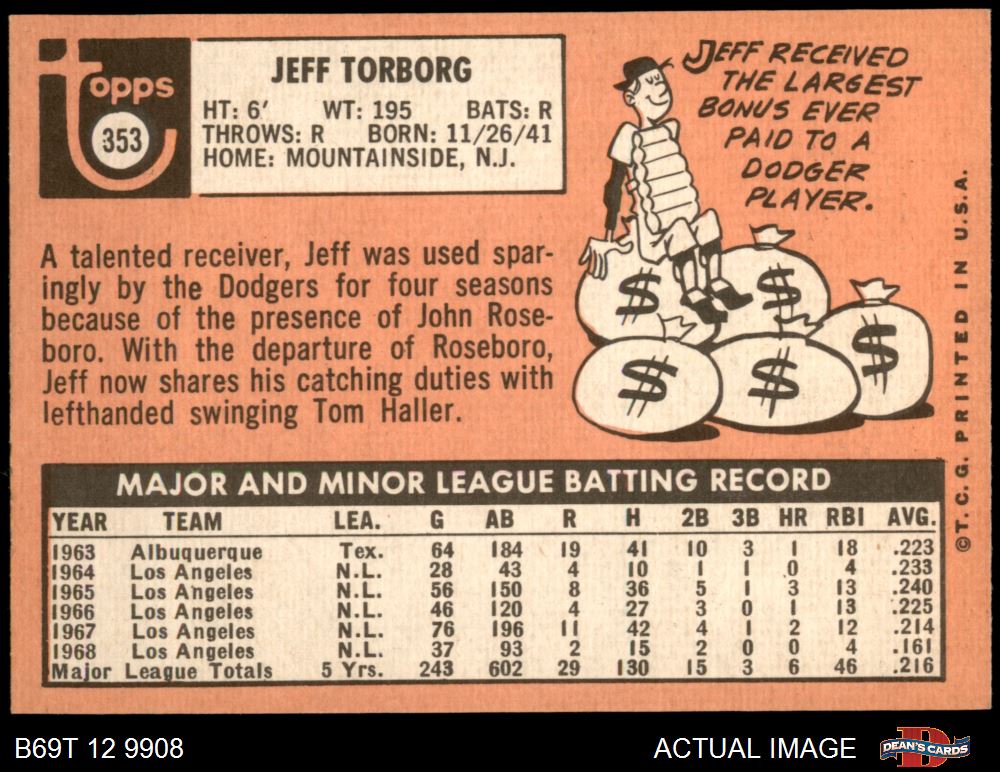 Topps
353
JEFF TORBORG
HT: 6′ WT: 195 BATS: R
THROWS: R BORN: 11/26/41
HOME: MOUNTAINSIDE, N.J.
JEFF RECEIVED
THE LARGEST
BONUS EVER
PAID TO A
DODGER
PLAYER.
A talented receiver, Jeff was used spar-
ingly by the Dodgers for four seasons
because of the presence of John Rose-
boro. With the departure of Roseboro,
Jeff now shares his catching duties with
lefthanded swinging Tom Haller.
$ $ $ $ $
©T. C. G. PRINTED IN U.S.A.
MAJOR AND MINOR LEAGUE BATTING RECORD
YEAR TEAM LEA. G AB R H 2B 3B HR RBI AVG.
1963 Albuquerque Tex. 64 184 19 41 10 3 1 18 .223
1964 Los Angeles N.L. 28 43 4 10 1 1 0 4 .233
1965 Los Angeles N.L. 56 150 8 36 5 1 3 13 .240
1966 Los Angeles N.L. 46 120 4 27 3 0 1 13 .225
1967 Los Angeles N.L. 76 196 11 42 4 1 2 12 .214
1968 Los Angeles N.L. 37 93 2 15 2 0 0 4 .161
Major League Totals 5 Yrs. 243 602 29 130 15 3 6 46 .216
B69T 12 9908
ACTUAL IMAGE
D
DEAN'S CARDS